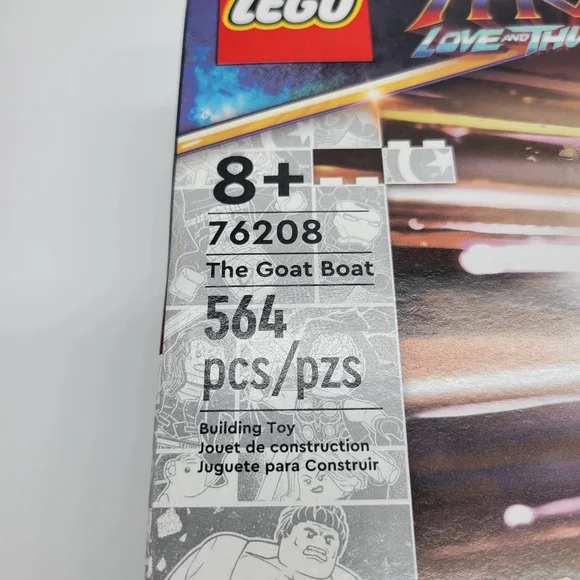 LEGO
LOVE AND THU
8+
76208
The Goat Boat
564
pcs/pzs
Building Toy
Jouet de construction
Juguete para Construir